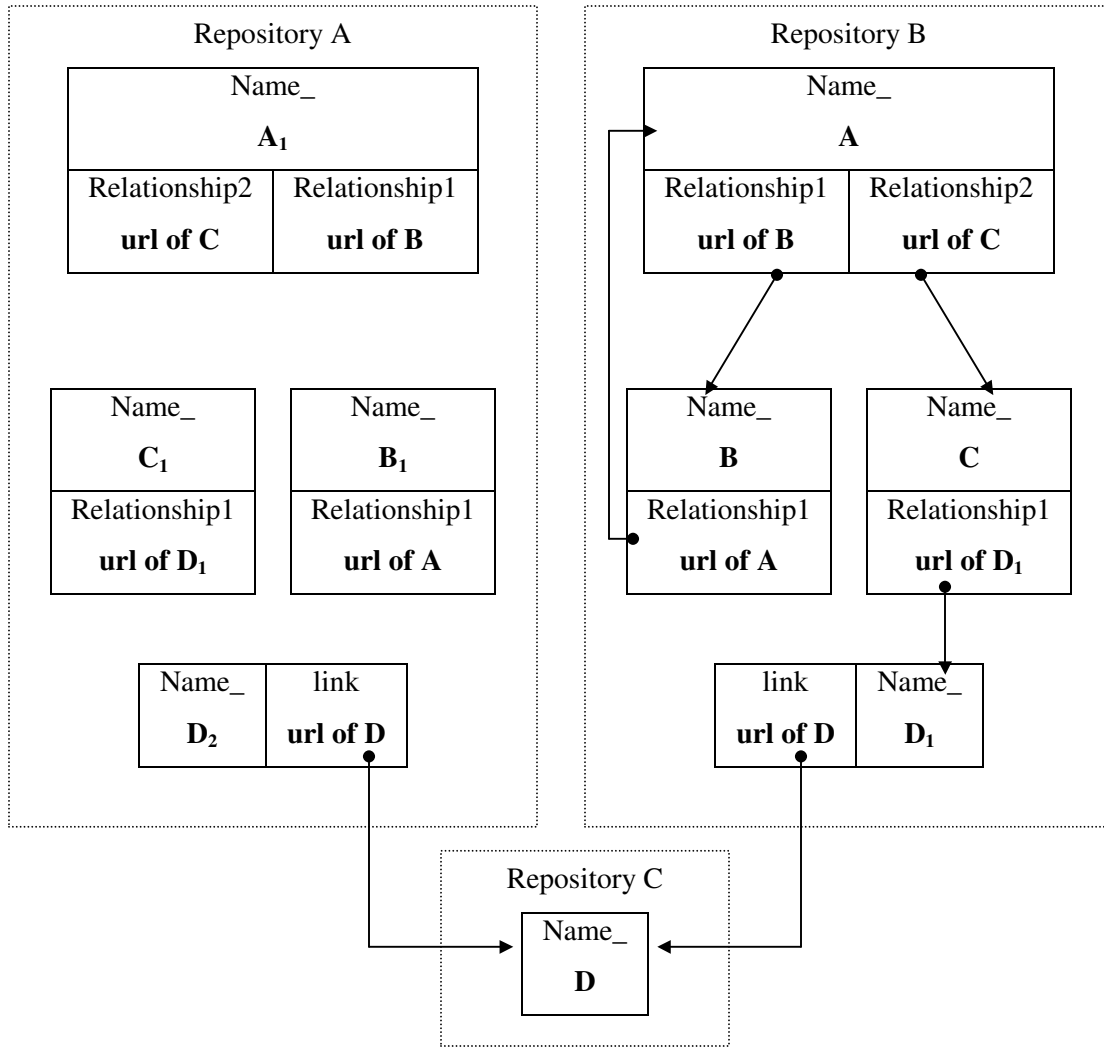 Repository A
Name_
A₁
Relationship2
url of C
Relationship1
url of B
C₁
Name_
Relationship1
url of D₁
Name_
B₁
Relationship1
url of A
Name_
D₂
link
url of D
Repository B
Name_
A
Relationship1
url of B
Relationship2
url of C
Name_
B
Relationship1
url of A
Name_
C
Relationship1
url of D₁
link
url of D
Name_
D₁
Repository C
Name_
D